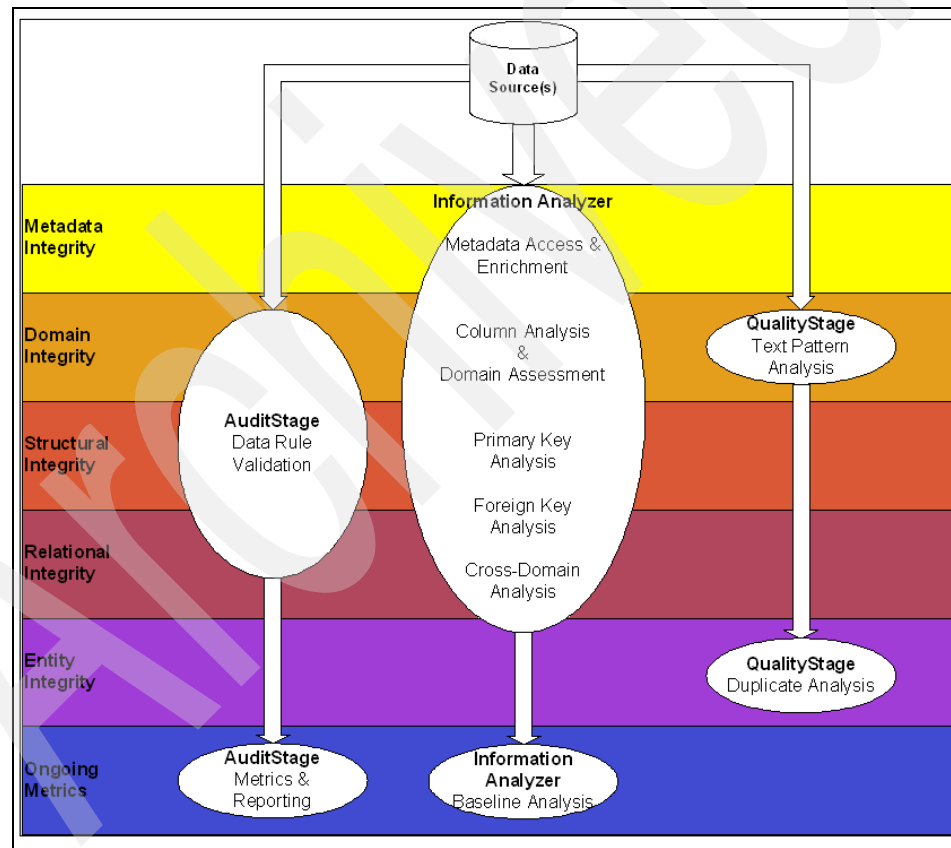 Data
Source(s)
Metadata
Integrity
Information Analyzer
Metadata Access &
Enrichment
Domain
Integrity
Column Analysis
&
Domain Assessment
QualityStage
Text Pattern
Analysis
Structural
Integrity
AuditStage
Data Rule
Validation
Primary Key
Analysis
Foreign Key
Analysis
Relational
Integrity
Cross-Domain
Analysis
Entity
Integrity
QualityStage
Duplicate Analysis
Ongoing
Metrics
AuditStage
Metrics &
Reporting
Information
Analyzer
Baseline Analysis
Archived